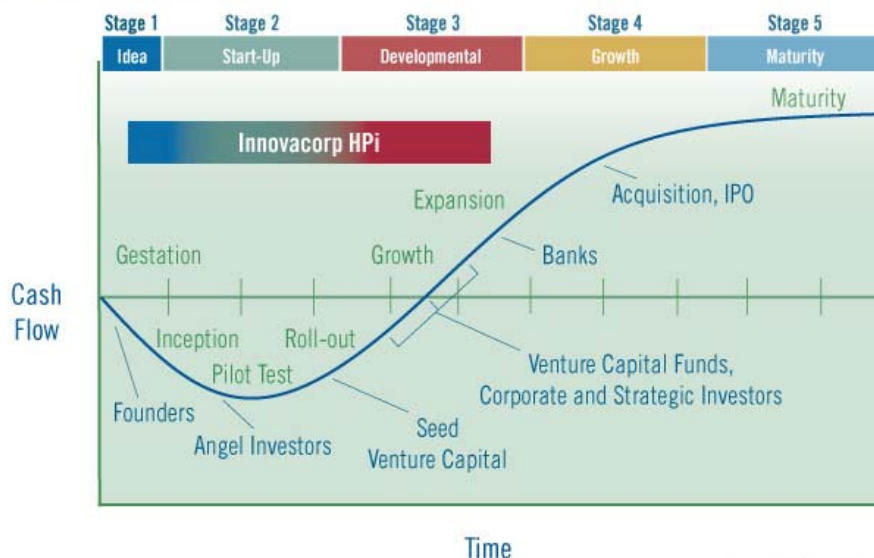 Stage 1
Stage 2
Stage 3
Stage 4
Stage 5
Idea
Start-Up
Developmental
Growth
Maturity
Maturity
Innovacorp HPi
Acquisition, IPO
Expansion
Gestation
Growth
Banks
Cash
Flow
Inception
Roll-out
Pilot Test
Venture Capital Funds,
Corporate and Strategic Investors
Founders
Angel Investors
Seed
Venture Capital
Time